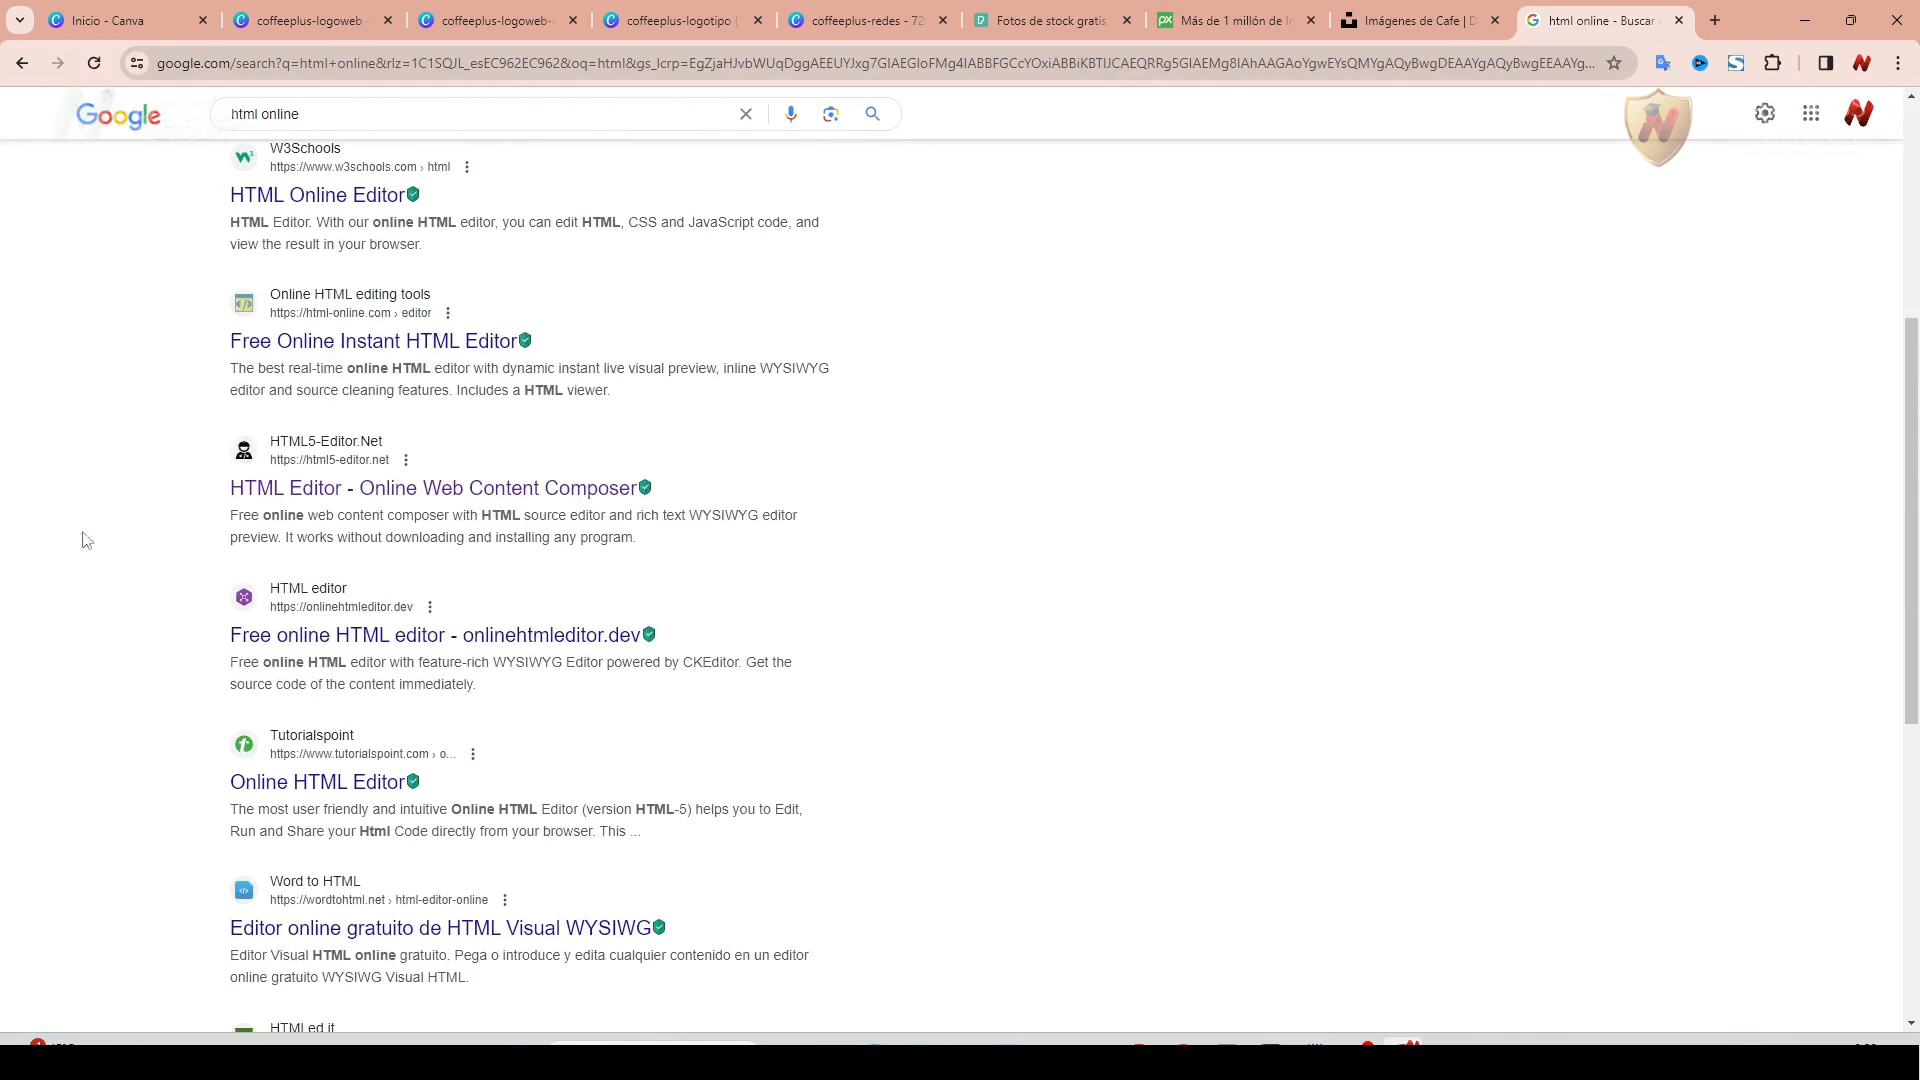 Inicio - Canva
coffeeplus-logoweb -
coffeeplus-logoweb-
coffeeplus-logotipo (
coffeeplus-redes - 72
Fotos de stock gratis,
Más de 1 millón de
Imágenes de Cafe | D
html online - Buscar
google.com/search?q=html+online&rlz=1C1SQJL_esEC962EC962&oq=html&gs_lcrp=EgZjaHJvbWUqDggAEEUYJxg7GIAEGIoFMg4IABBFGCcYOxiABBiKBTIJCAEQRRg5GIAEMg8IAhAAGAoYgwEYsQMYgAQyBwgDEAAYgAQyBwgEEAAYg...
Google
html online
W3Schools
https://www.w3schools.com › html
HTML Online Editor
HTML Editor. With our online HTML editor, you can edit HTML, CSS and JavaScript code, and
view the result in your browser.
Online HTML editing tools
https://html-online.com › editor
Free Online Instant HTML Editor
The best real-time online HTML editor with dynamic instant live visual preview, inline WYSIWYG
editor and source cleaning features. Includes a HTML viewer.
HTML5-Editor.Net
https://html5-editor.net
HTML Editor - Online Web Content Composer
Free online web content composer with HTML source editor and rich text WYSIWYG editor
preview. It works without downloading and installing any program.
HTML editor
https://onlinehtmleditor.dev
Free online HTML editor - onlinehtmleditor.dev
Free online HTML editor with feature-rich WYSIWYG Editor powered by CKEditor. Get the
source code of the content immediately.
Tutorialspoint
https://www.tutorialspoint.com › o...
Online HTML Editor
The most user friendly and intuitive Online HTML Editor (version HTML-5) helps you to Edit,
Run and Share your Html Code directly from your browser. This ...
Word to HTML
https://wordtohtml.net › html-editor-online
Editor online gratuito de HTML Visual WYSIWG
Editor Visual HTML online gratuito. Pega o introduce y edita cualquier contenido en un editor
online gratuito WYSIWG Visual HTML.
HTMLed.it